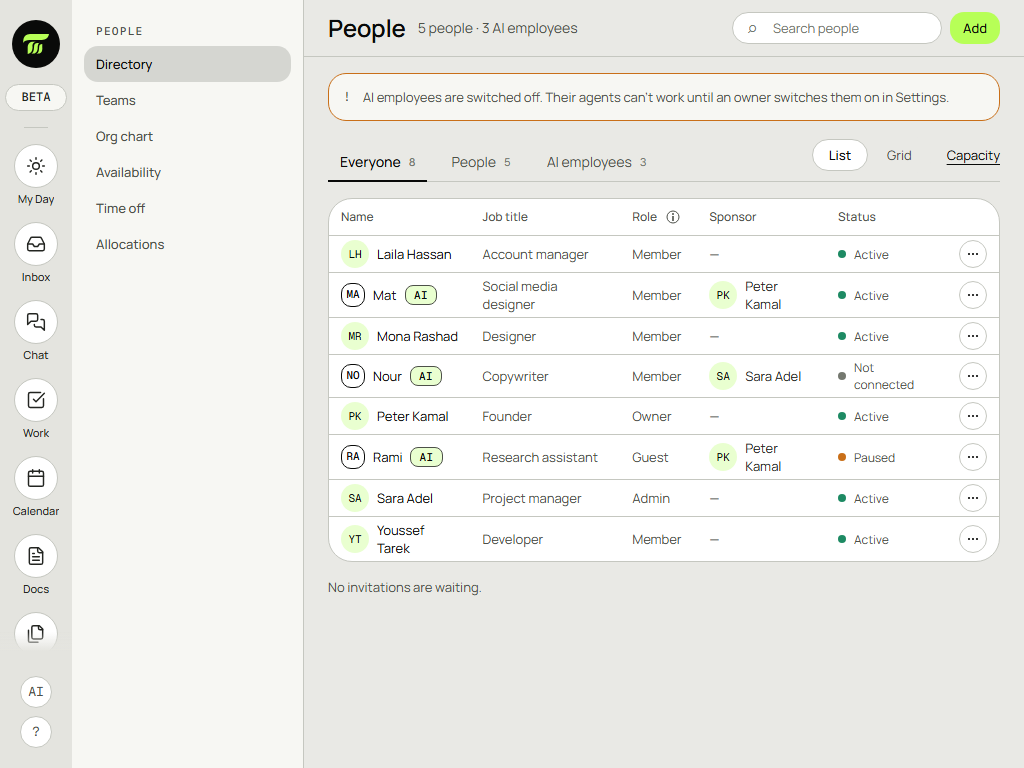 BETA
My Day
Inbox
Chat
Work
Calendar
Docs
AI
?
PEOPLE
Directory
Teams
Org chart
Availability
Time off
Allocations
People 5 people · 3 AI employees
Search people
Add
! AI employees are switched off. Their agents can't work until an owner switches them on in Settings.
Everyone 8 People 5 AI employees 3
List Grid Capacity
Name Job title Role Sponsor Status
LH Laila Hassan Account manager Member — Active
MA Mat AI Social media designer Member PK Peter Kamal Active
MR Mona Rashad Designer Member — Active
NO Nour AI Copywriter Member SA Sara Adel Not connected
PK Peter Kamal Founder Owner — Active
RA Rami AI Research assistant Guest PK Peter Kamal Paused
SA Sara Adel Project manager Admin — Active
YT Youssef Tarek Developer Member — Active
No invitations are waiting.